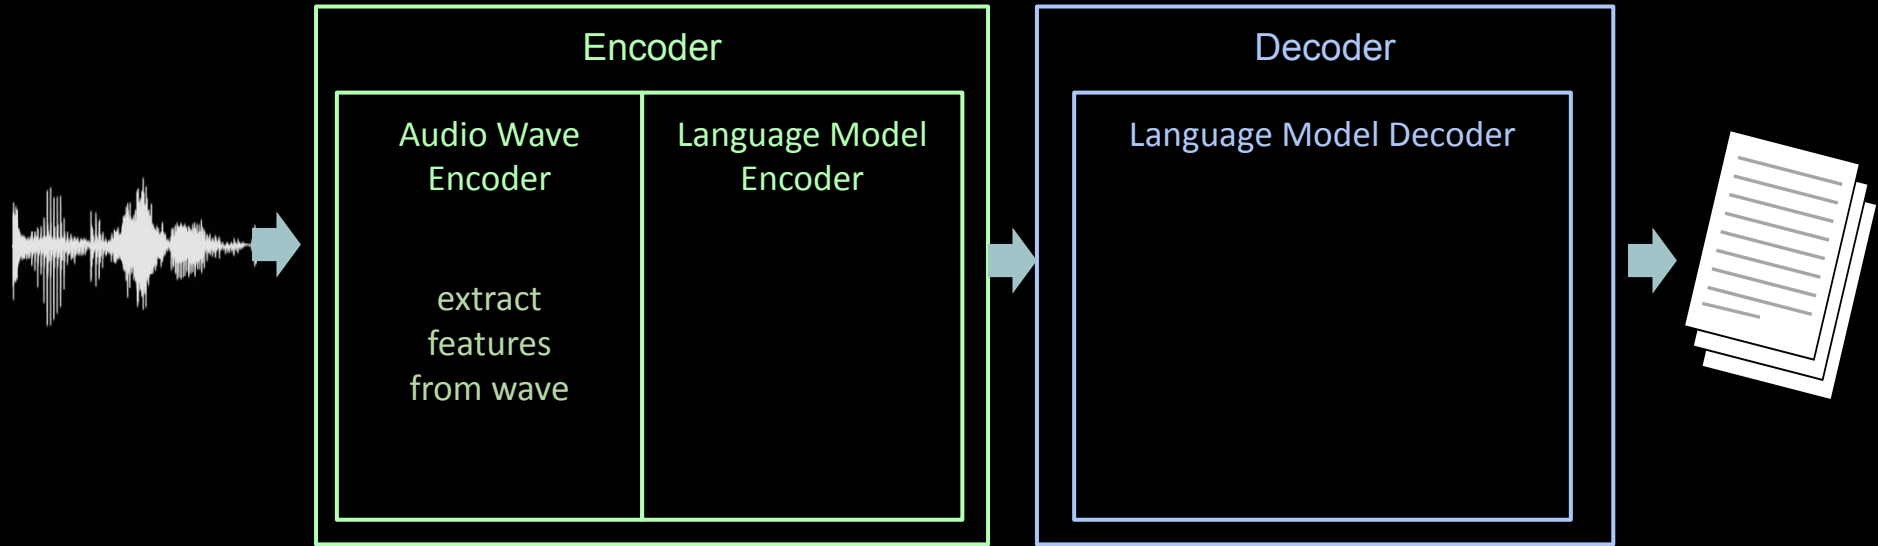 Encoder
Audio Wave
Encoder
extract
features
from wave
Language Model
Encoder
Decoder
Language Model Decoder